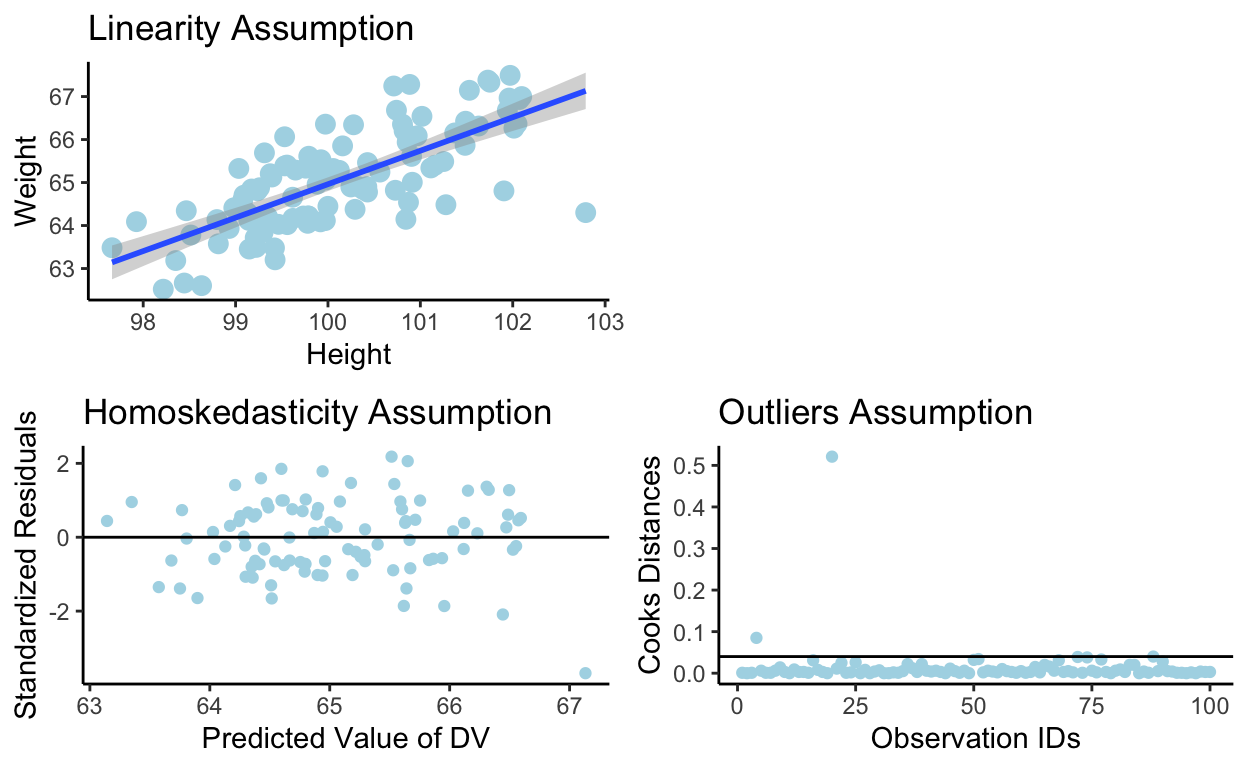 Linearity Assumption
Weight
67
66
65
64
63
98 99 100 101 102 103
Height
Homoskedasticity Assumption
Standardized Residuals
2
0
-2
63 64 65 66 67
Predicted Value of DV
Outliers Assumption
Cooks Distances
0.5
0.4
0.3
0.2
0.1
0.0
0 25 50 75 100
Observation IDs